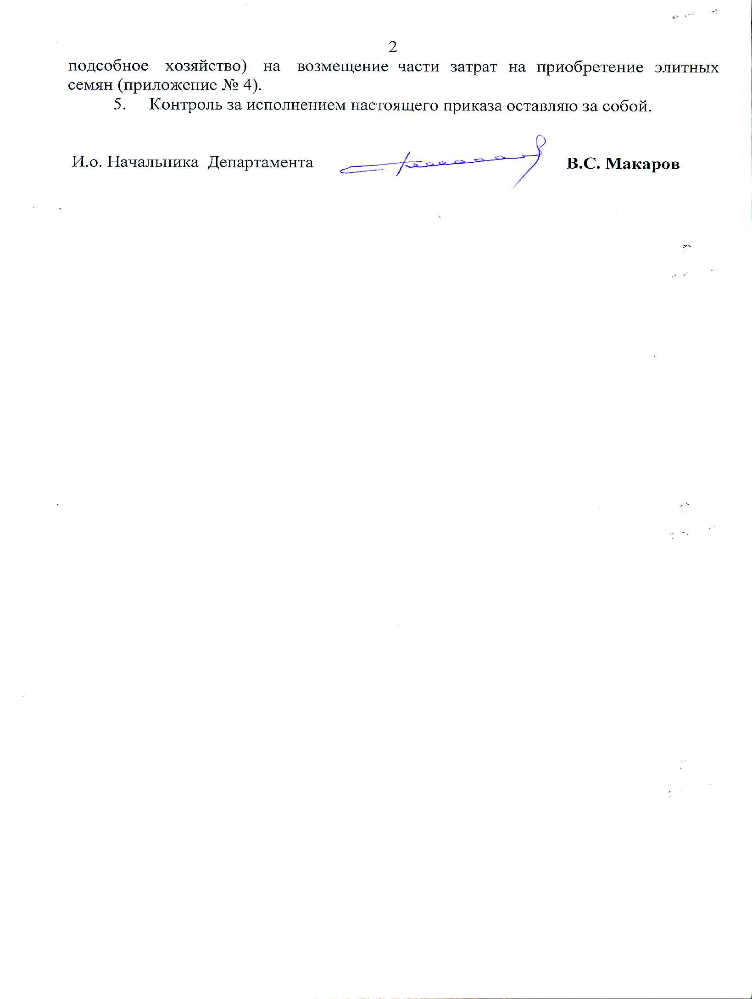 2
подсобное хозяйство) на возмещение части затрат на приобретение элитных
семян (приложение № 4).
5. Контроль за исполнением настоящего приказа оставляю за собой.
И.о. Начальника Департамента В.С. Макаров